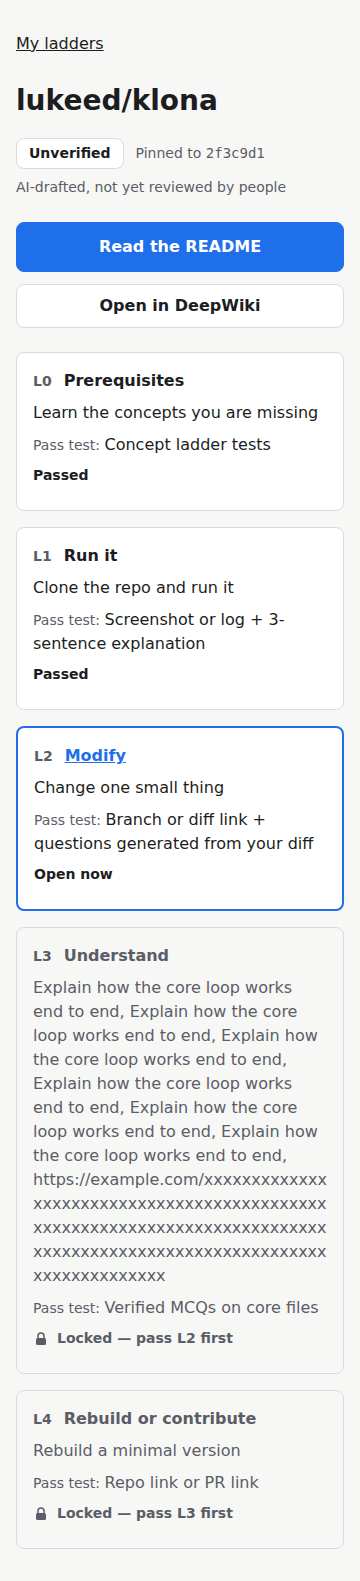 My ladders
lukeed/klona
Unverified Pinned to 2f3c9d1
AI-drafted, not yet reviewed by people
Read the README
Open in DeepWiki
L0 Prerequisites
Learn the concepts you are missing
Pass test: Concept ladder tests
Passed
L1 Run it
Clone the repo and run it
Pass test: Screenshot or log + 3-
sentence explanation
Passed
L2 Modify
Change one small thing
Pass test: Branch or diff link +
questions generated from your diff
Open now
L3 Understand
Explain how the core loop works
end to end, Explain how the core
loop works end to end, Explain how
the core loop works end to end,
Explain how the core loop works
end to end, Explain how the core
loop works end to end, Explain how
the core loop works end to end,
https://example.com/xxxxxxxxxxxxx
xxxxxxxxxxxxxxxxxxxxxxxxxxxxxxx
xxxxxxxxxxxxxxxxxxxxxxxxxxxxxxx
xxxxxxxxxxxxxxxxxxxxxxxxxxxxxxx
xxxxxxxxxxxxxx
Pass test: Verified MCQs on core files
Locked — pass L2 first
L4 Rebuild or contribute
Rebuild a minimal version
Pass test: Repo link or PR link
Locked — pass L3 first